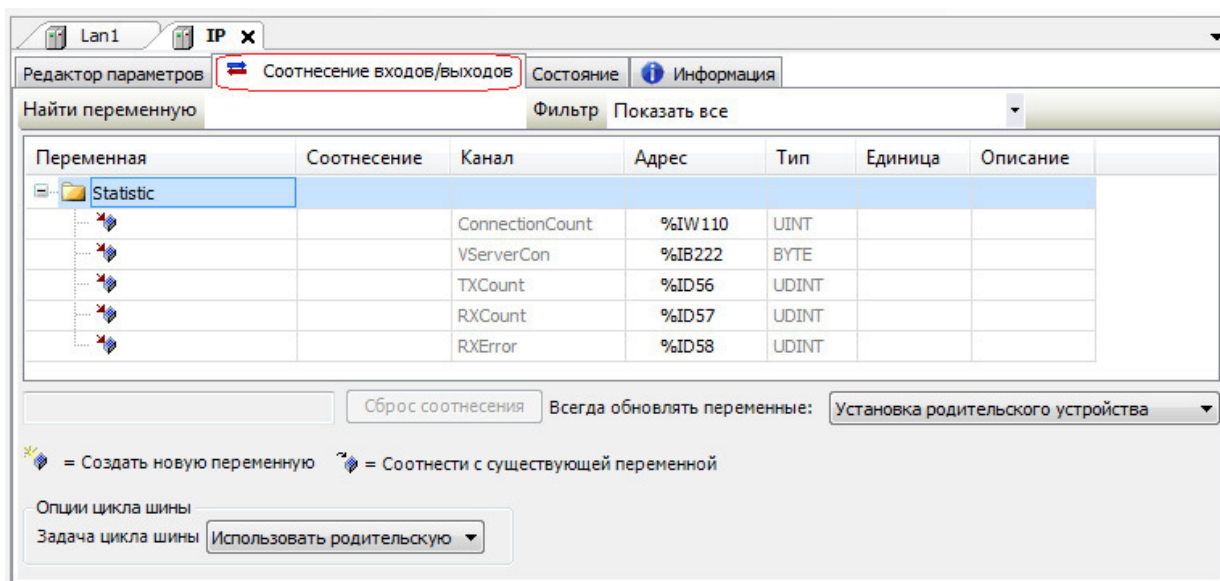 Lan1 IP
Редактор параметров Соотнесение входов/выходов Состояние Информация
Найти переменную Фильтр Показать все
Переменная Соотнесение Канал Адрес Тип Единица Описание
Statistic
ConnectionCount %IW110 UINT
VServerCon %IB222 BYTE
TXCount %ID56 UDINT
RXCount %ID57 UDINT
RXError %ID58 UDINT
Сброс соотнесения Всегда обновлять переменные: Установка родительского устройства
= Создать новую переменную = Соотнести с существующей переменной
Опции цикла шины
Задача цикла шины Использовать родительскую